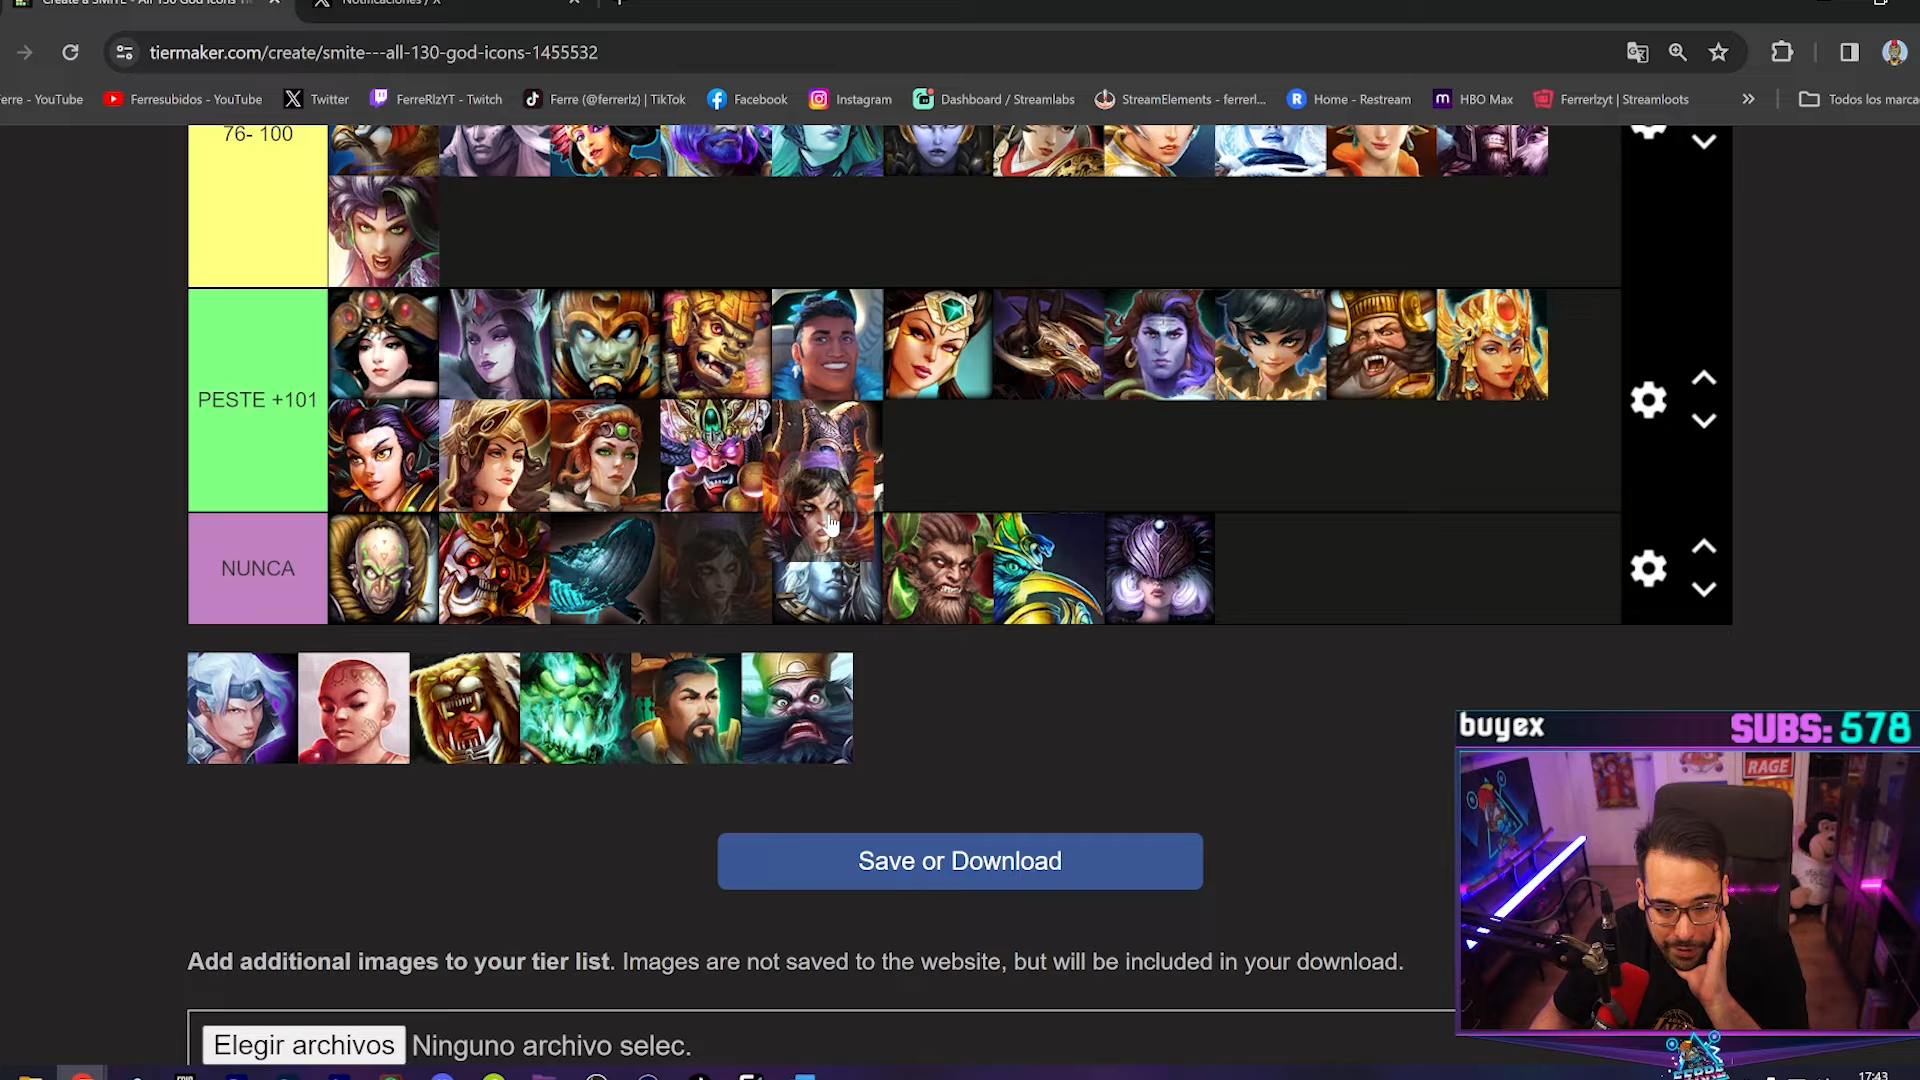 Notificaciones / X
tiermaker.com/create/smite---all-130-god-icons-1455532
erre - YouTube
Ferresubidos - YouTube
Twitter
FerreRlzYT - Twitch
Ferre (@ferrerlz) | TikTok
Facebook
Instagram
Dashboard / Streamlabs
StreamElements - ferrerl...
Home - Restream
HBO Max
Ferrerlzyt | Streamloots
Todos los marca
76- 100
PESTE +101
NUNCA
buyex
SUBS: 578
RAGE
Save or Download
Add additional images to your tier list. Images are not saved to the website, but will be included in your download.
Elegir archivos Ninguno archivo selec.
FERRE
17:43